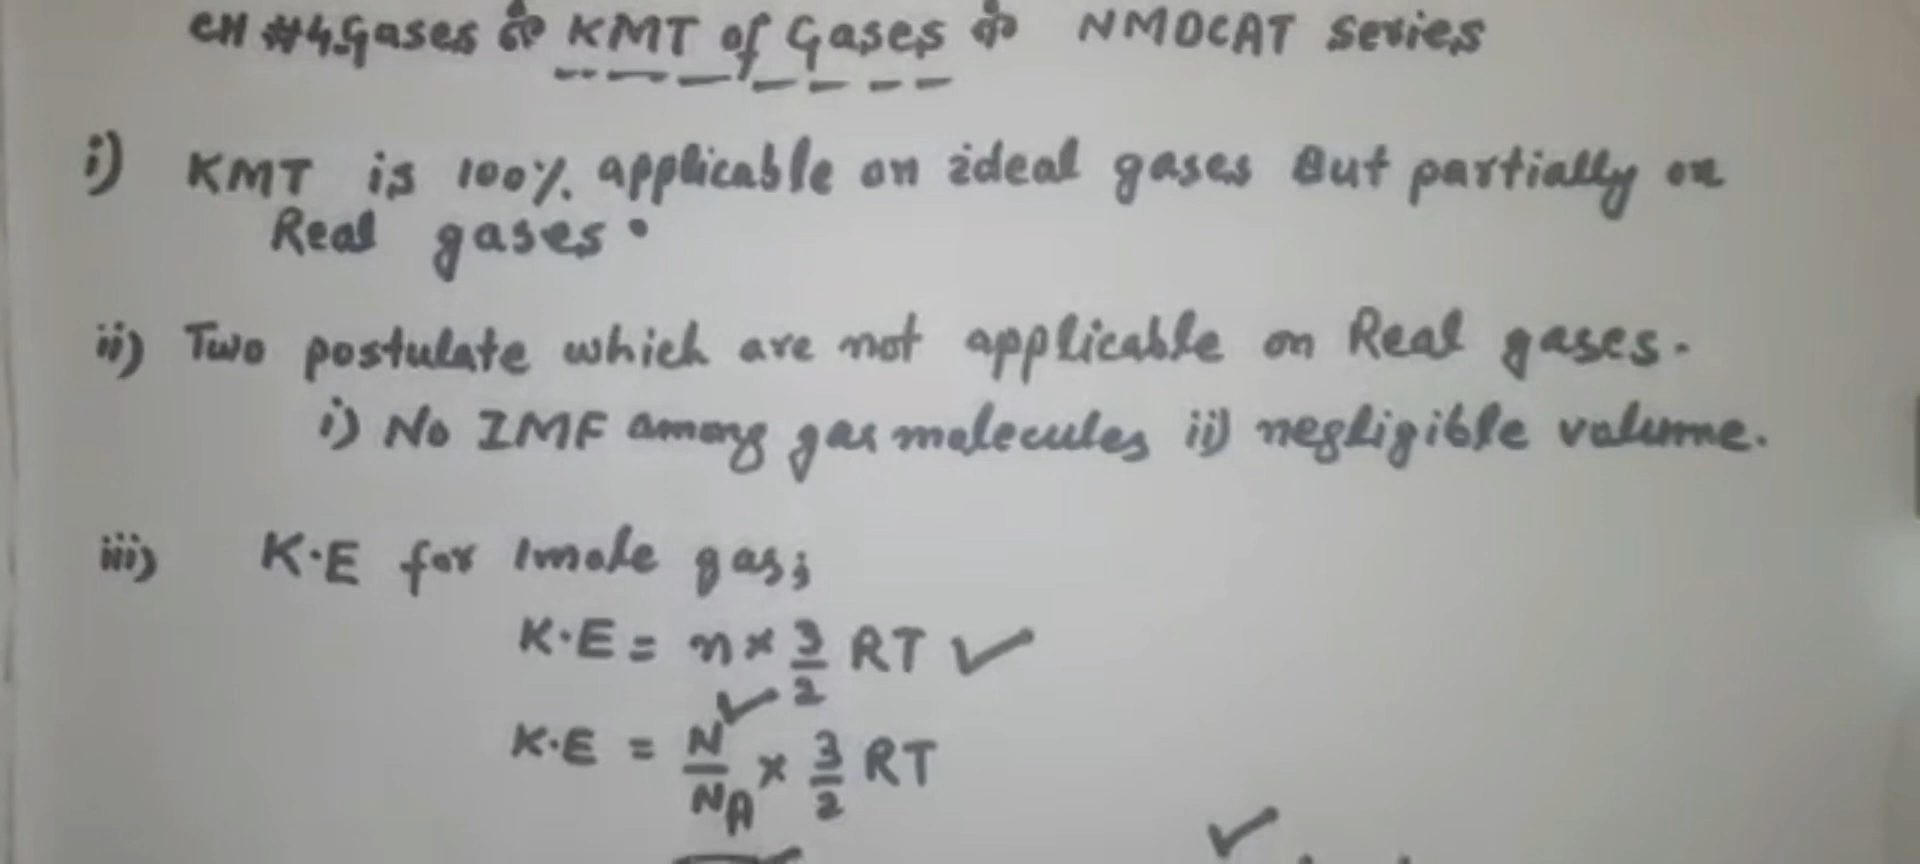 CH #4. Gases KMT of Gases NMDCAT Series
i) KMT is 100% applicable on ideal gases But partially on
Real gases.
ii) Two postulate which are not applicable on Real gases.
i) No IMF among gas molecules ii) negligible volume.
iii) K.E for 1mole gas;
K.E = n × 3/2 RT ✓
K.E = N/NA × 3/2 RT